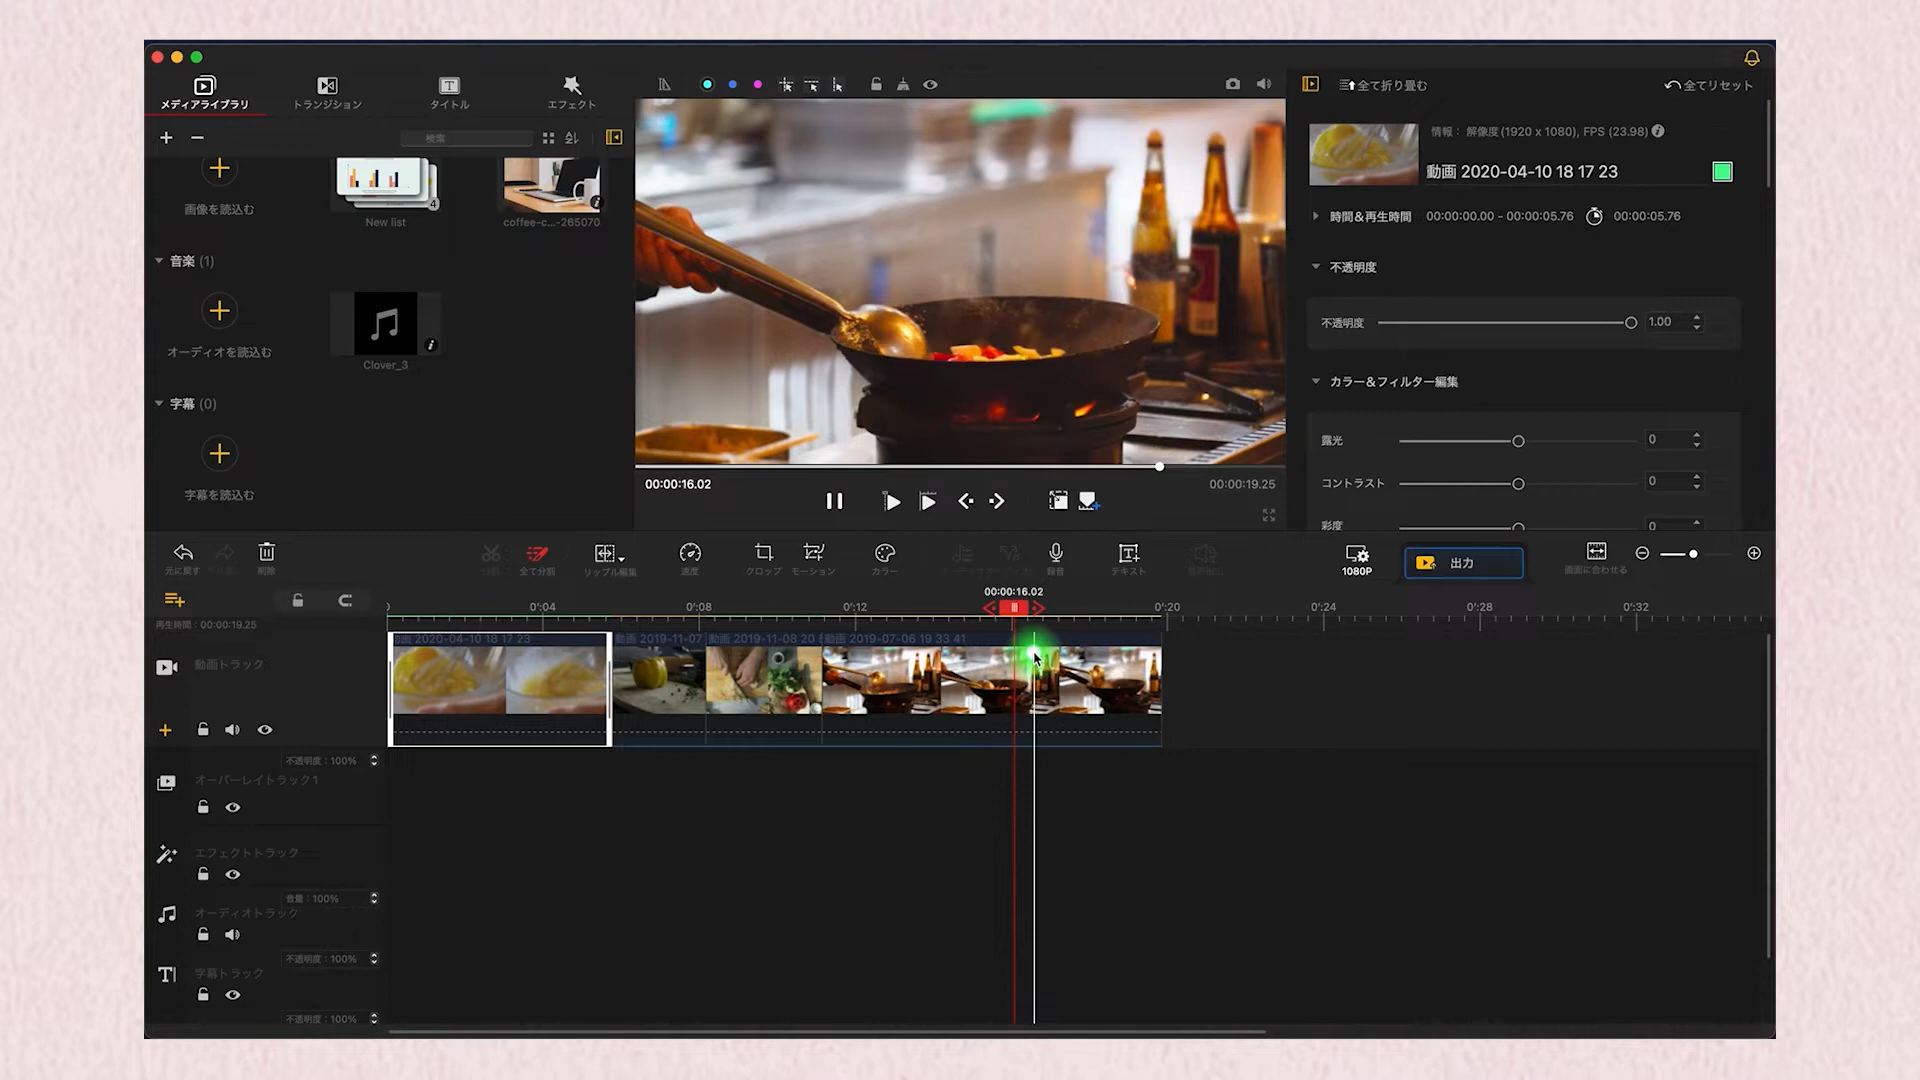 メディアライブラリ
トランジション
タイトル
エフェクト
検索
画像を読込む
New list
4
coffee-c...-265070
音楽 (1)
オーディオを読込む
Clover_3
字幕 (0)
字幕を読込む
00:00:16.02
00:00:19.25
全て折り畳む
全てリセット
情報： 解像度 (1920 x 1080), FPS (23.98)
動画 2020-04-10 18 17 23
時間＆再生時間
00:00:00.00 - 00:00:05.76
00:00:05.76
不透明度
不透明度
1.00
カラー＆フィルター編集
露光
0
コントラスト
0
彩度
0
元に戻す
削除
全て分割
リップル編集
速度
クロップ
モーション
カラー
録音
テキスト
1080P
出力
画面に合わせる
00:00:16.02
0:04
0:08
0:12
0:20
0:24
0:28
0:32
再生時間：00:00:19.25
動画 2020-04-10 18 17 23
動画 2019-11-07
動画 2019-11-08 20
動画 2019-07-06 19 33 41
動画トラック
不透明度：100%
オーバーレイトラック1
エフェクトトラック
音量：100%
オーディオトラック
不透明度：100%
字幕トラック
不透明度：100%